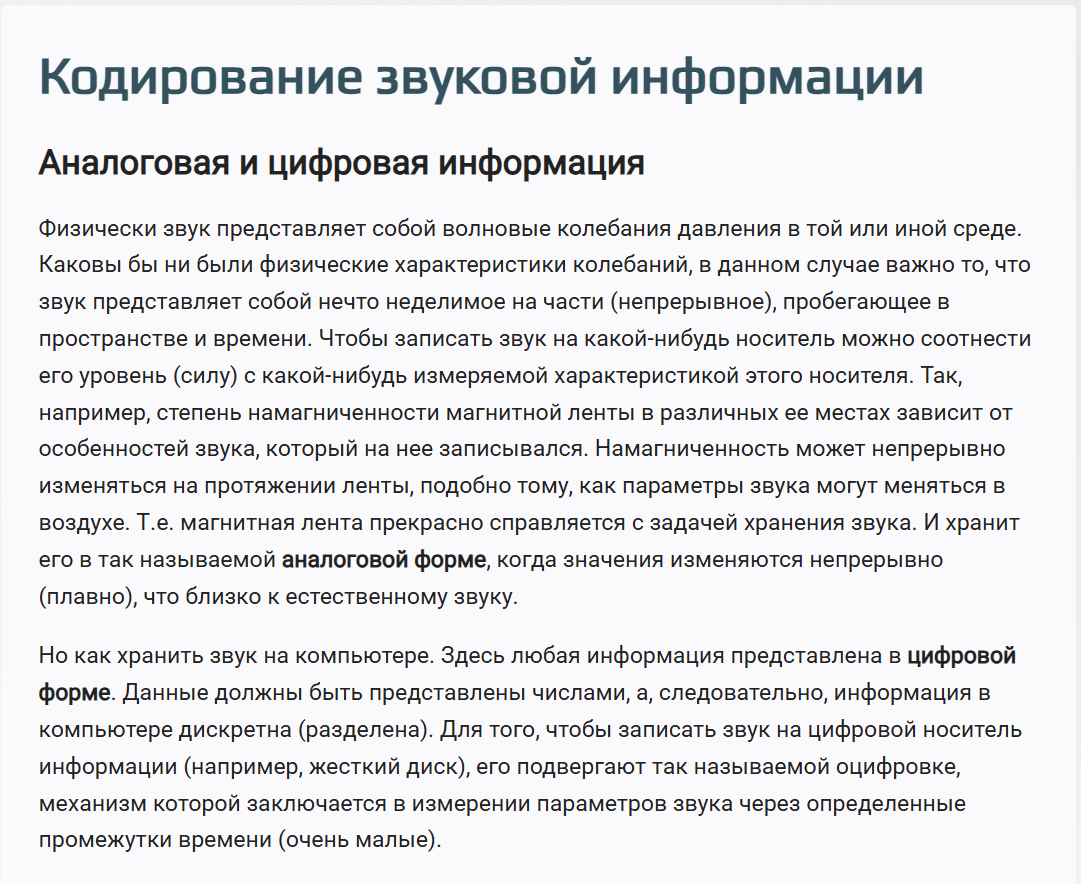 Кодирование звуковой информации
Аналоговая и цифровая информация
Физически звук представляет собой волновые колебания давления в той или иной среде.
Каковы бы ни были физические характеристики колебаний, в данном случае важно то, что
звук представляет собой нечто неделимое на части (непрерывное), пробегающее в
пространстве и времени. Чтобы записать звук на какой-нибудь носитель можно соотнести
его уровень (силу) с какой-нибудь измеряемой характеристикой этого носителя. Так,
например, степень намагниченности магнитной ленты в различных ее местах зависит от
особенностей звука, который на нее записывался. Намагниченность может непрерывно
изменяться на протяжении ленты, подобно тому, как параметры звука могут меняться в
воздухе. Т.е. магнитная лента прекрасно справляется с задачей хранения звука. И хранит
его в так называемой аналоговой форме, когда значения изменяются непрерывно
(плавно), что близко к естественному звуку.
Но как хранить звук на компьютере. Здесь любая информация представлена в цифровой
форме. Данные должны быть представлены числами, а, следовательно, информация в
компьютере дискретна (разделена). Для того, чтобы записать звук на цифровой носитель
информации (например, жесткий диск), его подвергают так называемой оцифровке,
механизм которой заключается в измерении параметров звука через определенные
промежутки времени (очень малые).